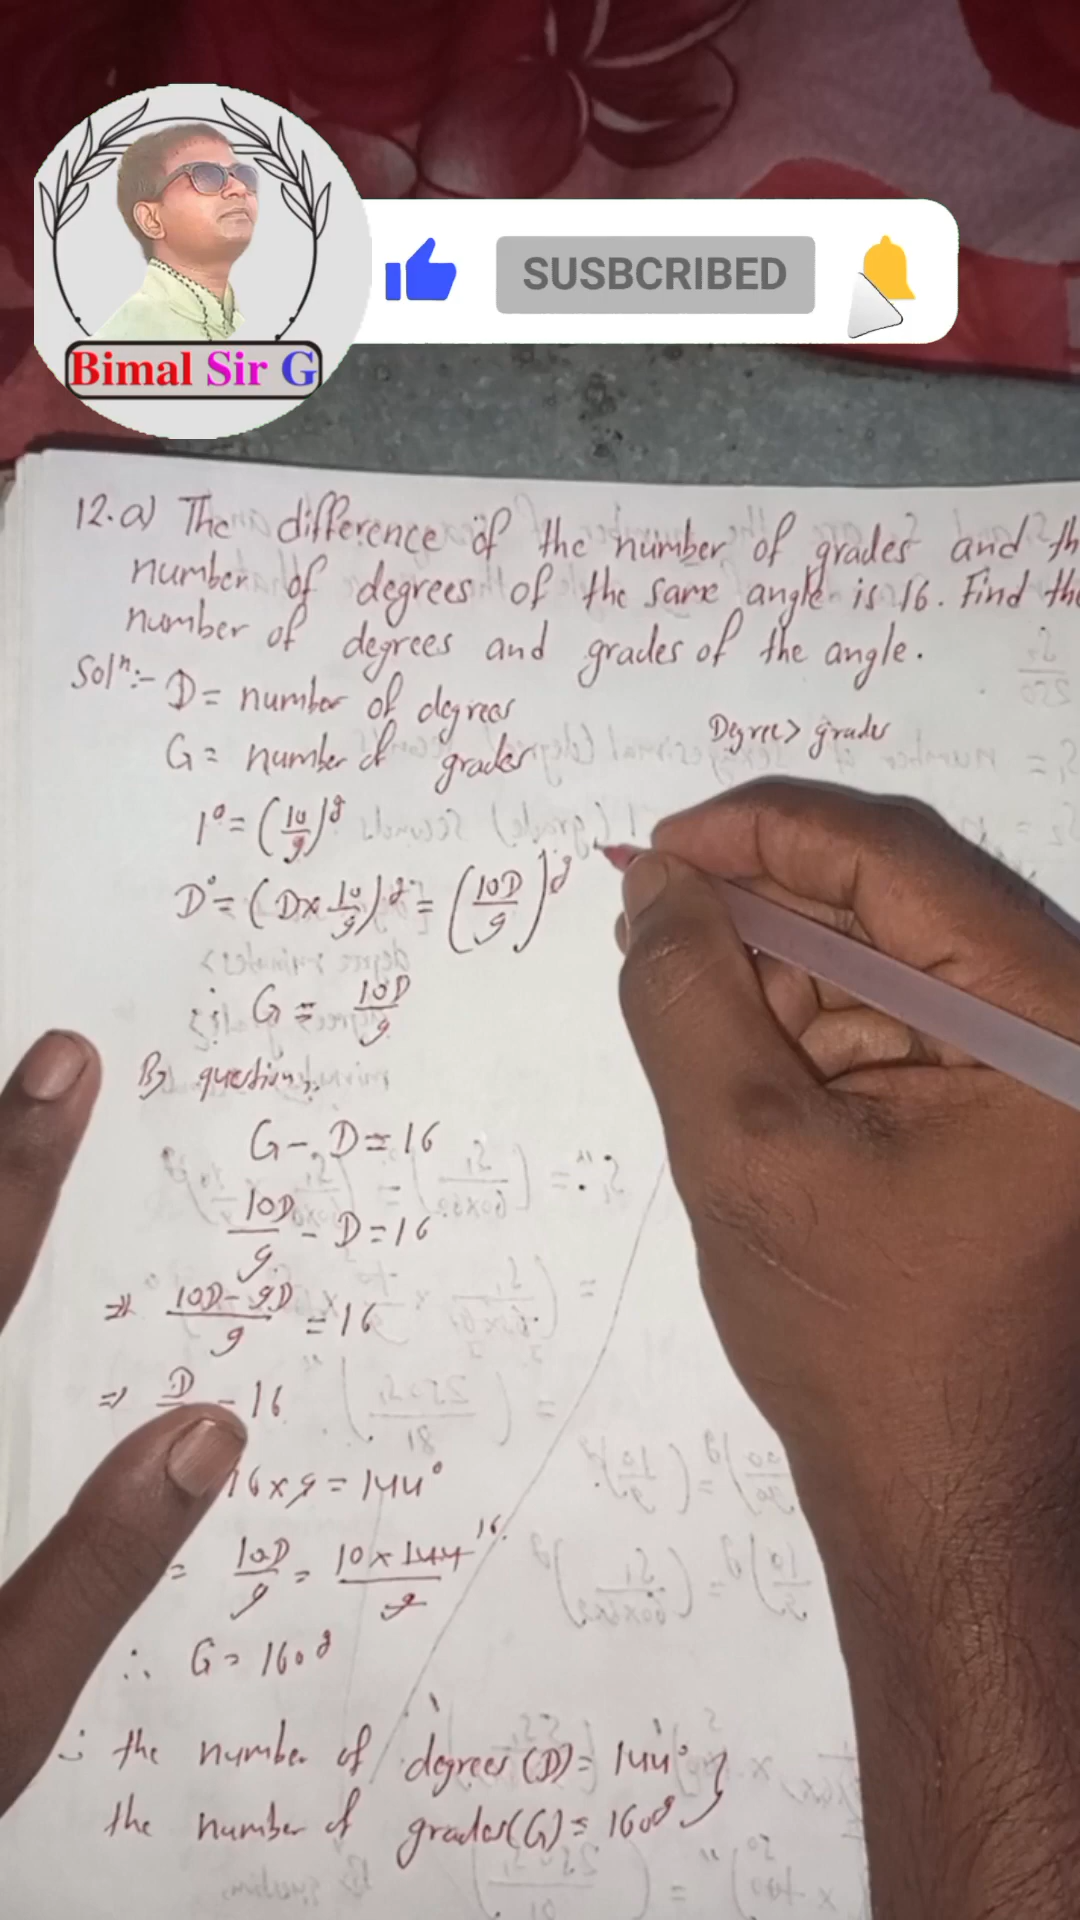 SUSBCRIBED
Bimal Sir G
12.a) The difference of the number of grades and th
number of degrees of the same angle is 16. Find the
number of degrees and grades of the angle.
Solⁿ:- D = number of degrees
Degree > grades
G = number of grades
1° = (10/9)^g
D° = (D× 10/9)^g = (10D/9)^g
∴ G = 10D/9
By question,
G - D = 16
10D/9 - D = 16
⇒ (10D - 9D)/9 = 16
⇒ D = 16
16 × 9 = 144°
= 10D/9 = (10 × 144)/9 16
∴ G = 160^g
∴ the number of degrees (D) = 144°
the number of grades (G) = 160^g